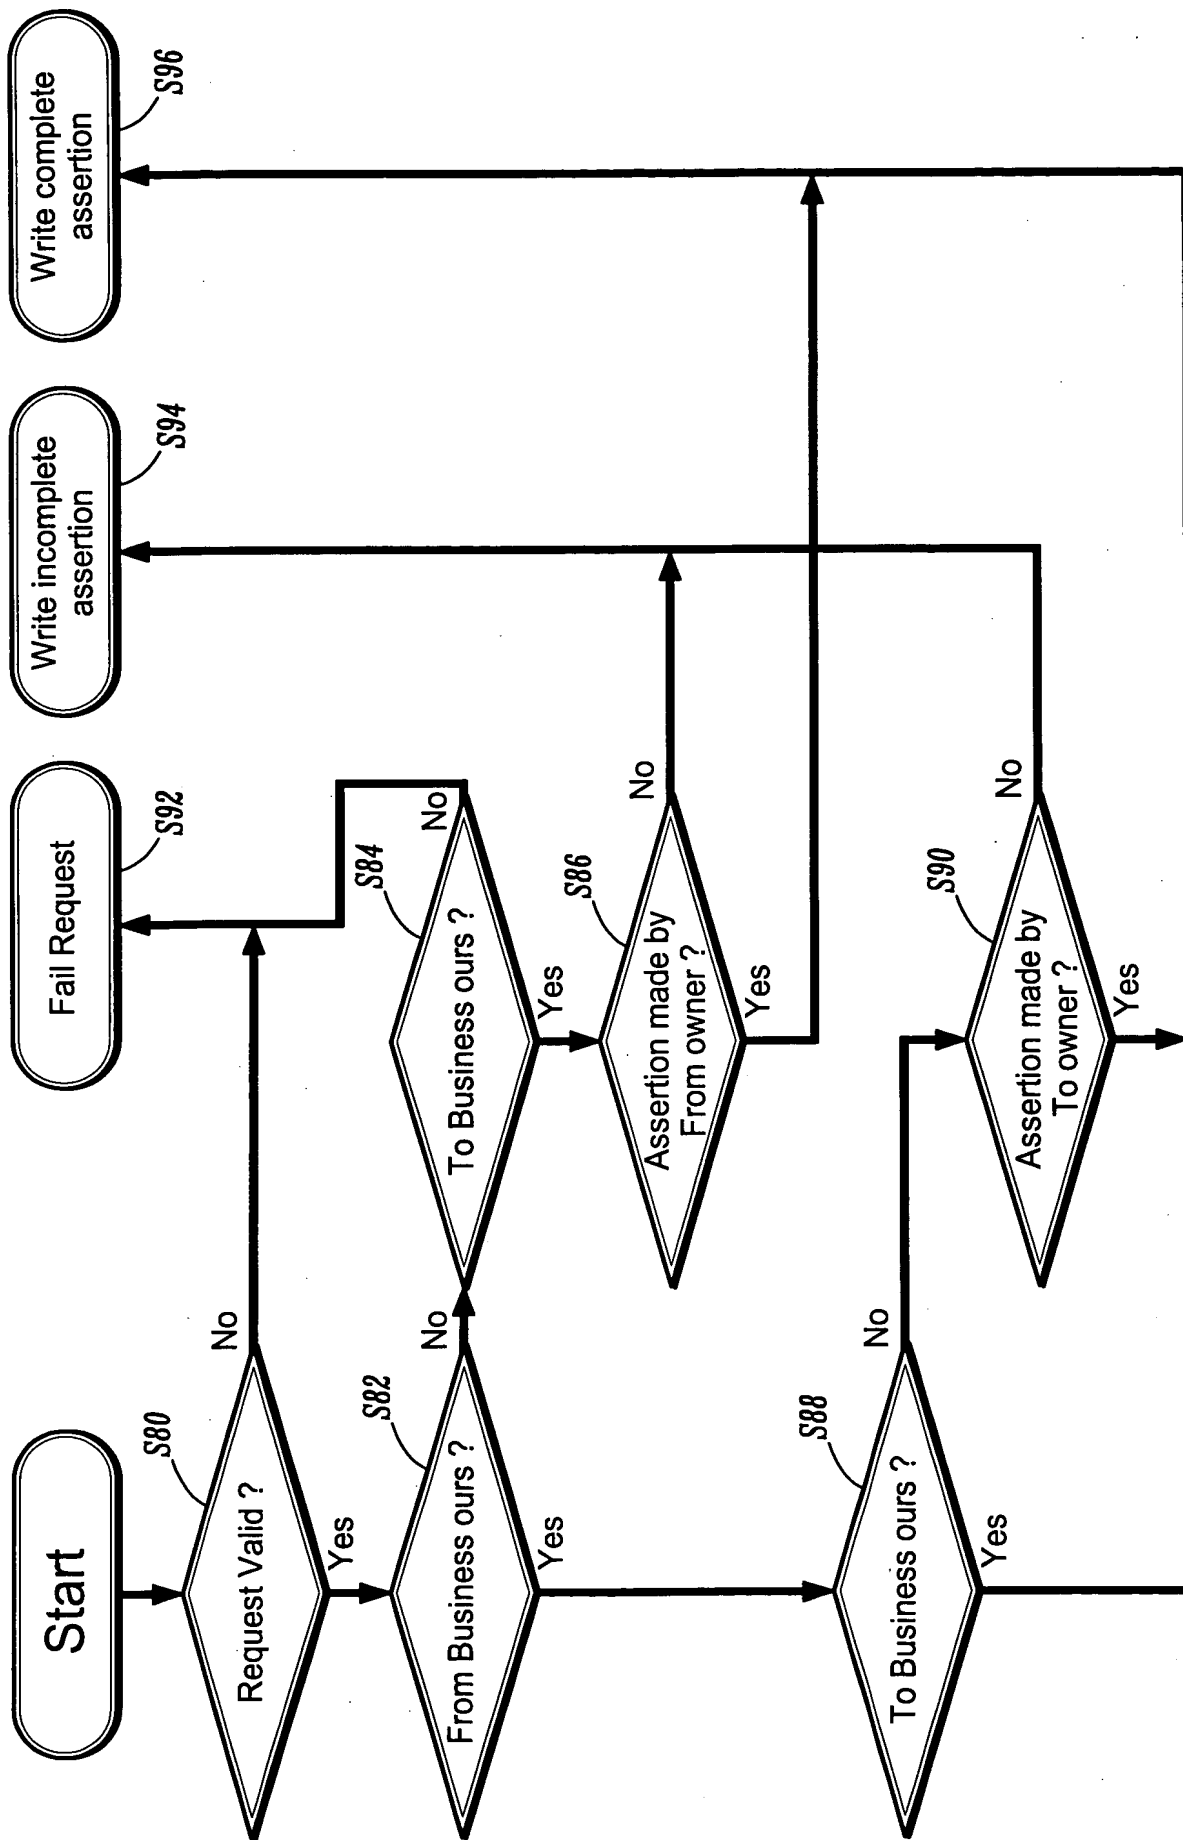 Start
Fail Request
S92
Write incomplete
assertion
S94
Write complete
assertion
S96
Request Valid ?
S80
No
Yes
From Business ours ?
S82
No
Yes
To Business ours ?
S84
No
Yes
Assertion made by
From owner ?
S86
No
Yes
To Business ours ?
S88
No
Yes
Assertion made by
To owner ?
S90
No
Yes